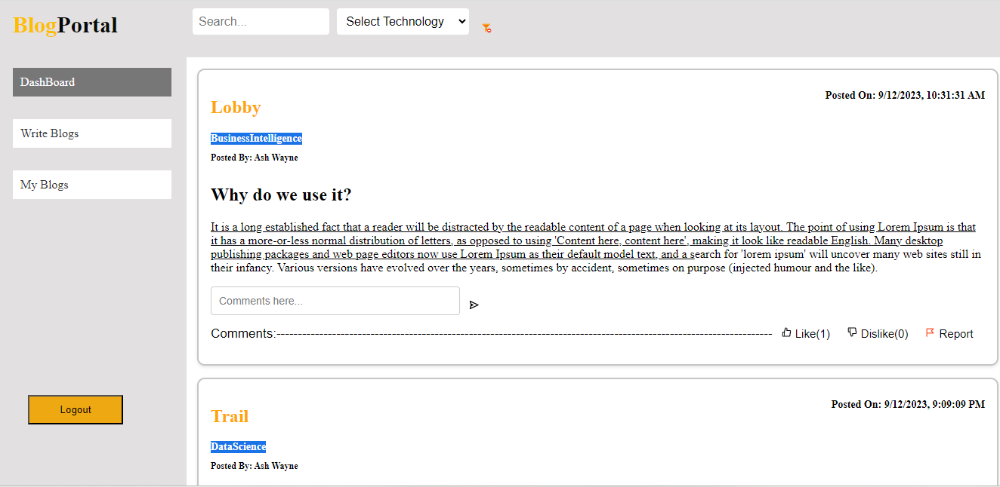 BlogPortal
Search...
Select Technology
DashBoard
Write Blogs
My Blogs
Logout
Posted On: 9/12/2023, 10:31:31 AM
Lobby
BusinessIntelligence
Posted By: Ash Wayne
Why do we use it?
It is a long established fact that a reader will be distracted by the readable content of a page when looking at its layout. The point of using Lorem Ipsum is that
it has a more-or-less normal distribution of letters, as opposed to using 'Content here, content here', making it look like readable English. Many desktop
publishing packages and web page editors now use Lorem Ipsum as their default model text, and a search for 'lorem ipsum' will uncover many web sites still in
their infancy. Various versions have evolved over the years, sometimes by accident, sometimes on purpose (injected humour and the like).
Comments here...
Comments:---------------------------------------------------------------------------------------------------------------------- Like(1) Dislike(0) Report
Posted On: 9/12/2023, 9:09:09 PM
Trail
DataScience
Posted By: Ash Wayne